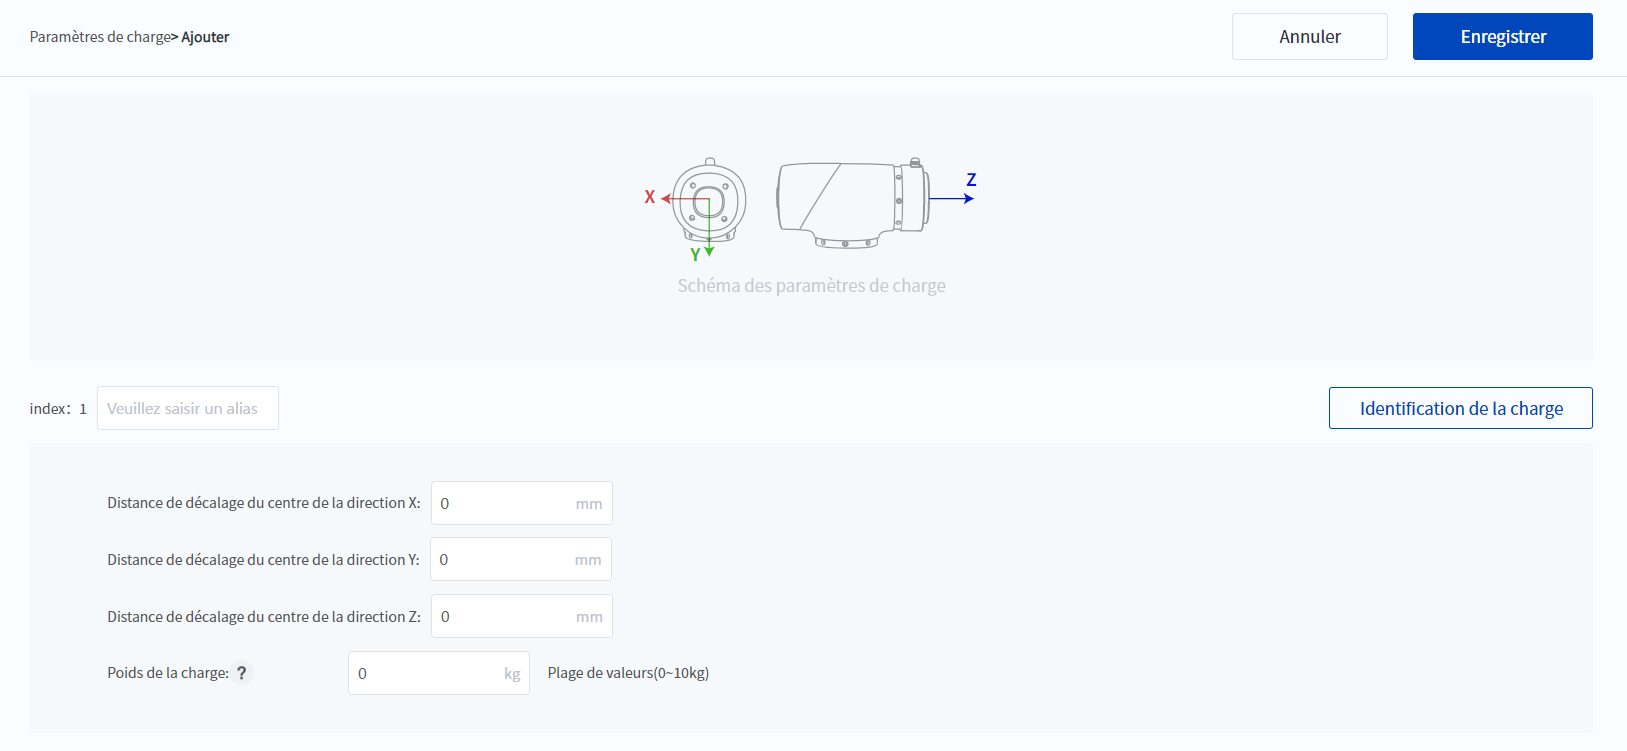 Paramètres de charge> Ajouter
Annuler
Enregistrer
X
Y
Z
Schéma des paramètres de charge
index: 1
Veuillez saisir un alias
Identification de la charge
Distance de décalage du centre de la direction X: 0 mm
Distance de décalage du centre de la direction Y: 0 mm
Distance de décalage du centre de la direction Z: 0 mm
Poids de la charge: ? 0 kg Plage de valeurs(0~10kg)